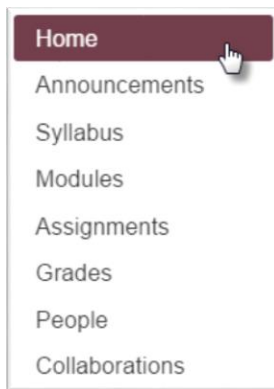 Home
Announcements
Syllabus
Modules
Assignments
Grades
People
Collaborations